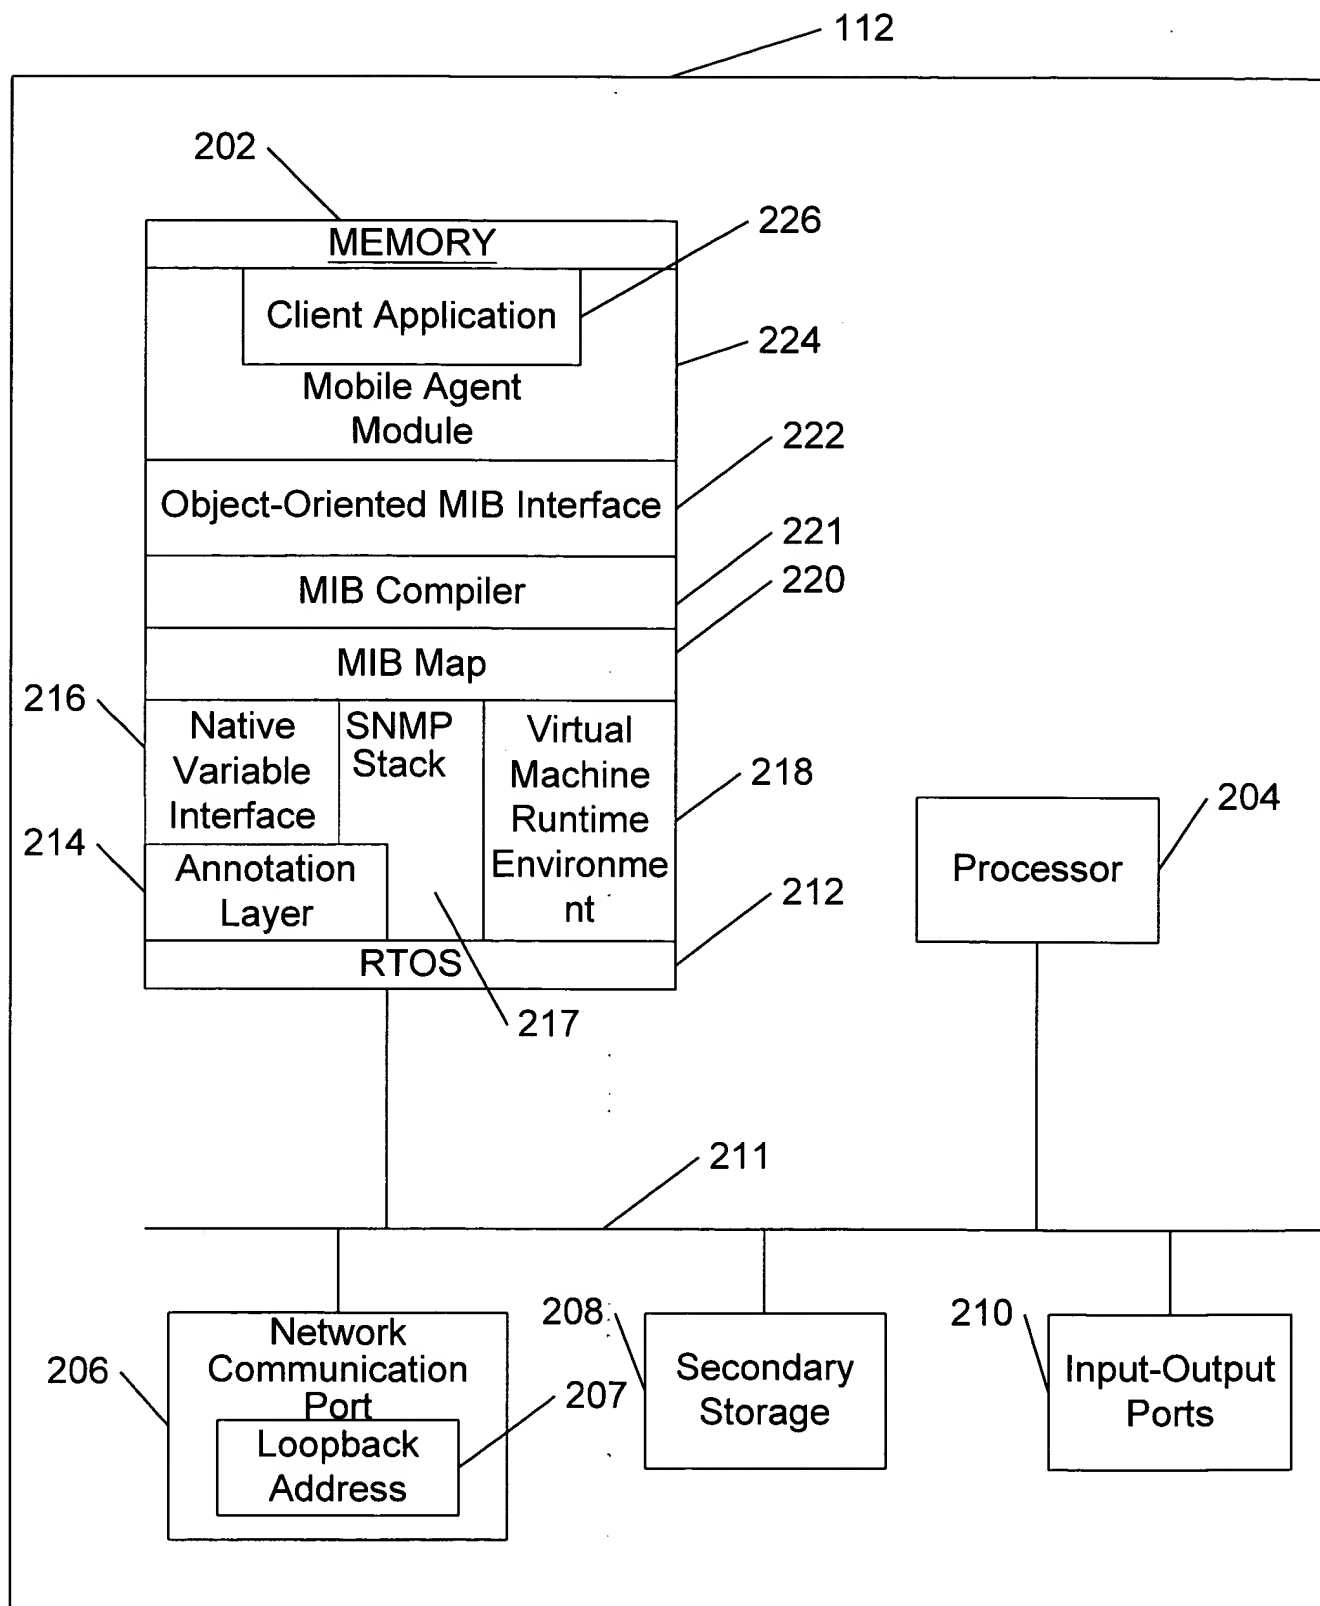 112
202
MEMORY
226
Client Application
224
Mobile Agent
Module
222
Object-Oriented MIB Interface
221
MIB Compiler
220
MIB Map
216
Native
Variable
Interface
SNMP
Stack
Virtual
Machine
Runtime
Environme
nt
218
204
Processor
214
Annotation
Layer
212
RTOS
217
211
206
Network
Communication
Port
207
Loopback
Address
208
Secondary
Storage
210
Input-Output
Ports